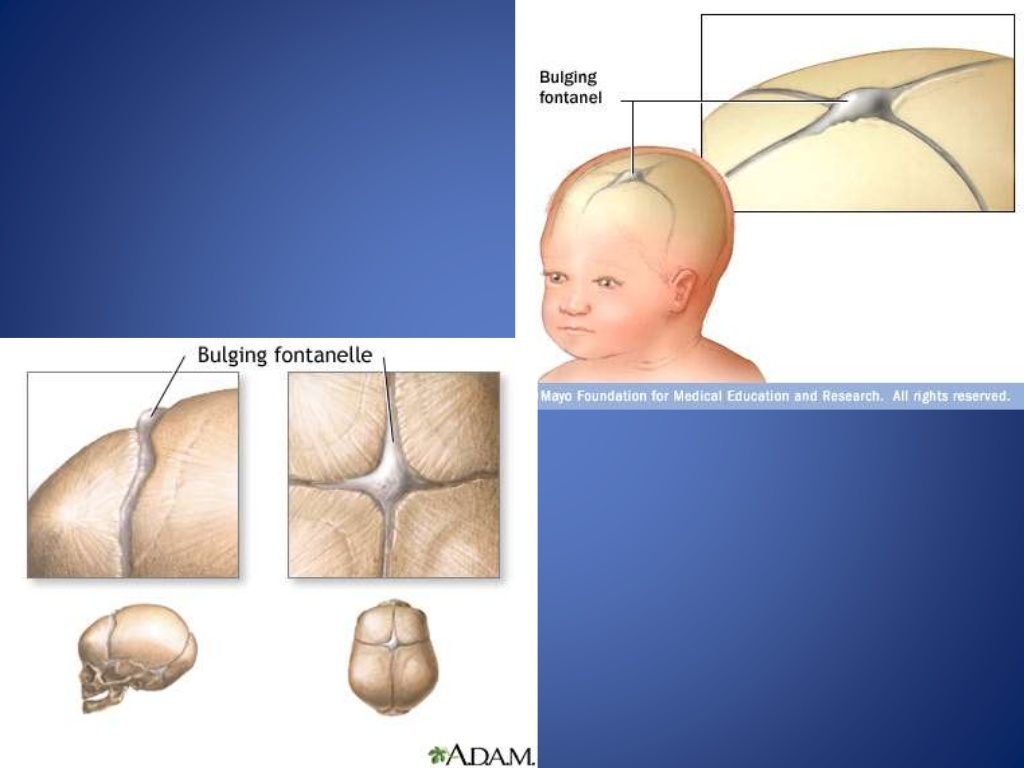 Bulging
fontanel
Mayo Foundation for Medical Education and Research. All rights reserved.
Bulging fontanelle
A.D.A.M.